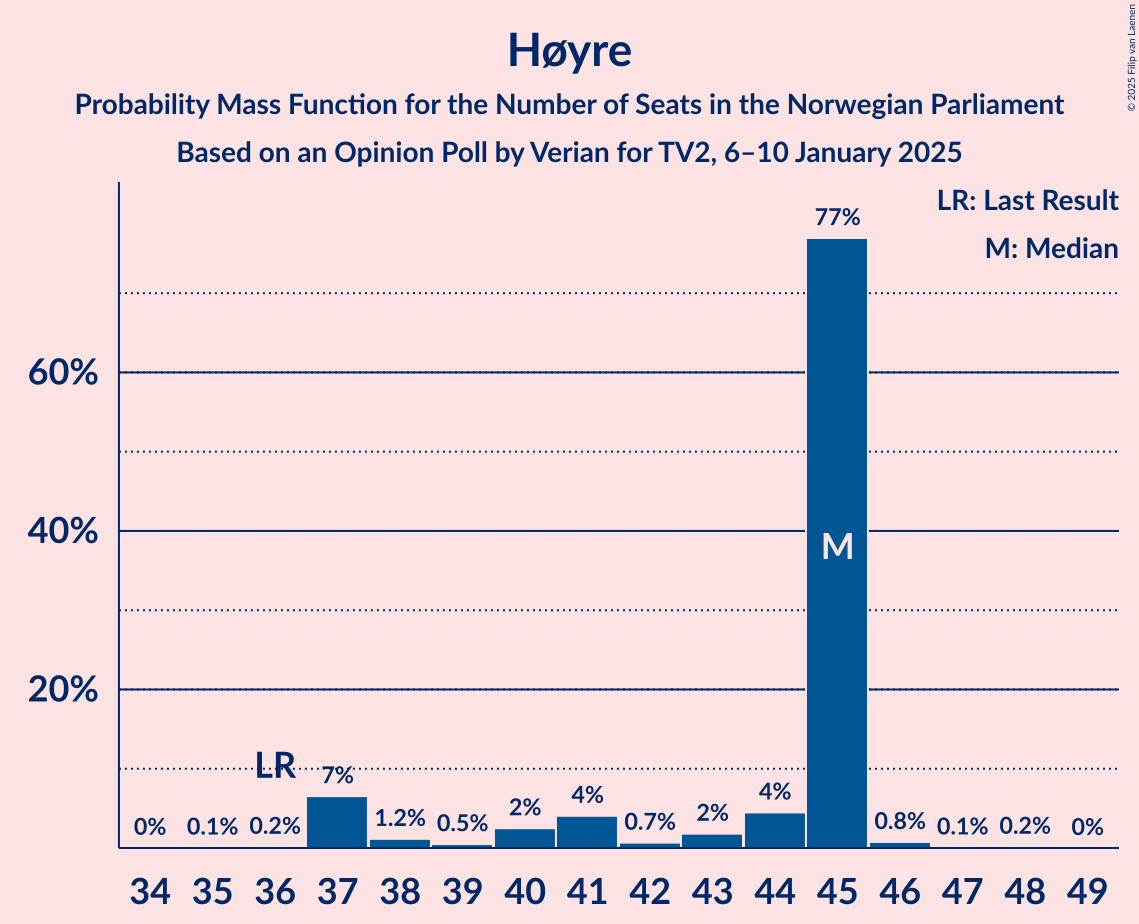 Høyre
Probability Mass Function for the Number of Seats in the Norwegian Parliament
Based on an Opinion Poll by Verian for TV2, 6–10 January 2025
© 2025 Filip van Laenen
LR: Last Result
M: Median
77%
60%
40%
M
20%
LR
7%
0%
0.1%
0.2%
1.2%
0.5%
2%
4%
0.7%
2%
4%
0.8%
0.1%
0.2%
0%
34 35 36 37 38 39 40 41 42 43 44 45 46 47 48 49